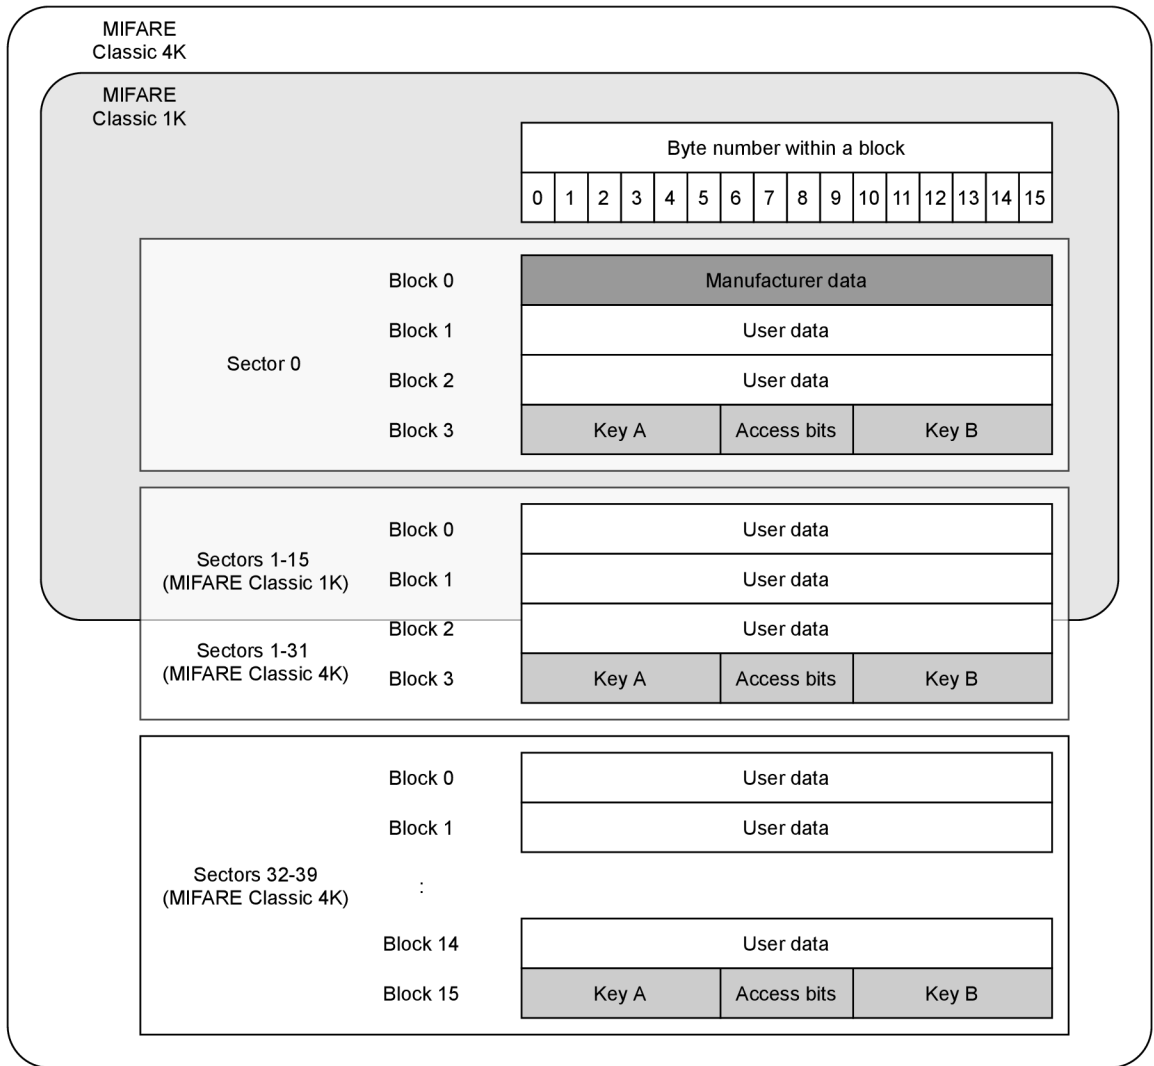 MIFARE
Classic 4K
MIFARE
Classic 1K
Byte number within a block
0 1 2 3 4 5 6 7 8 9 10 11 12 13 14 15
Block 0 Manufacturer data
Block 1 User data
Sector 0
Block 2 User data
Block 3 Key A Access bits Key B
Block 0 User data
Sectors 1-15
(MIFARE Classic 1K)
Block 1 User data
Block 2 User data
Sectors 1-31
(MIFARE Classic 4K)
Block 3 Key A Access bits Key B
Block 0 User data
Block 1 User data
Sectors 32-39
(MIFARE Classic 4K)
:
Block 14 User data
Block 15 Key A Access bits Key B